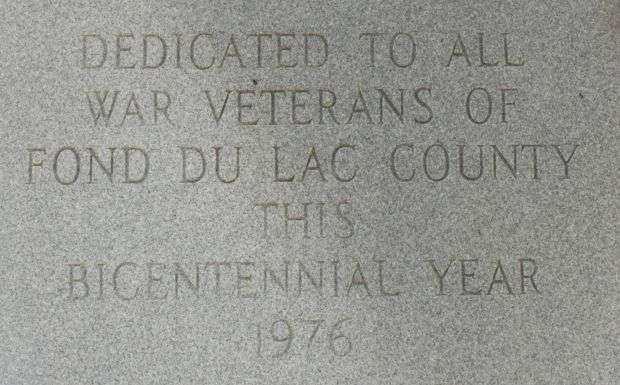 DEDICATED TO ALL
WAR VETERANS OF
FOND DU LAC COUNTY
THIS
BICENTENNIAL YEAR
1976